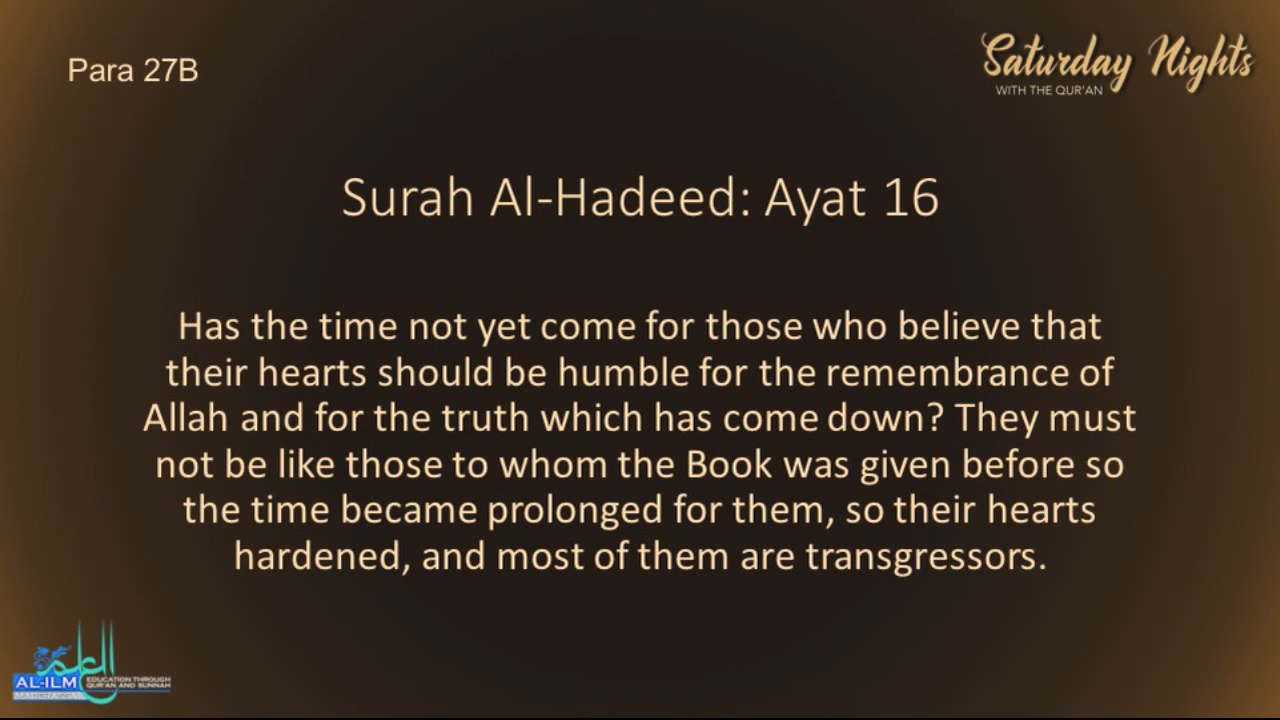 Para 27B
Saturday Nights
WITH THE QUR'AN
Surah Al-Hadeed: Ayat 16
Has the time not yet come for those who believe that
their hearts should be humble for the remembrance of
Allah and for the truth which has come down? They must
not be like those to whom the Book was given before so
the time became prolonged for them, so their hearts
hardened, and most of them are transgressors.
العلم
AL-ILM
EDUCATION THROUGH
QUR'AN AND SUNNAH